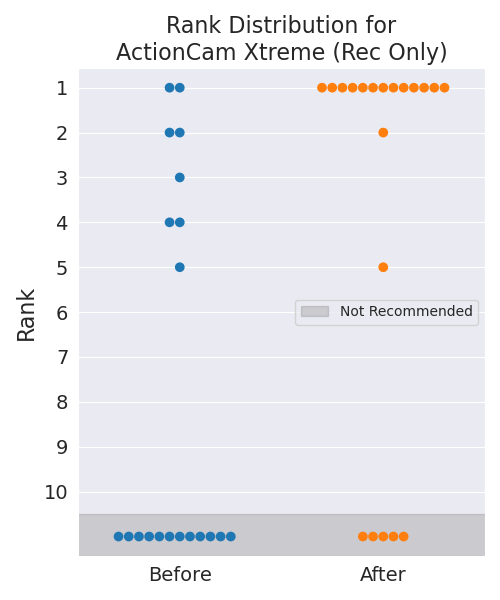 Rank Distribution for
ActionCam Xtreme (Rec Only)
1
2
3
4
5
6
7
8
9
10
Rank
Not Recommended
Before
After